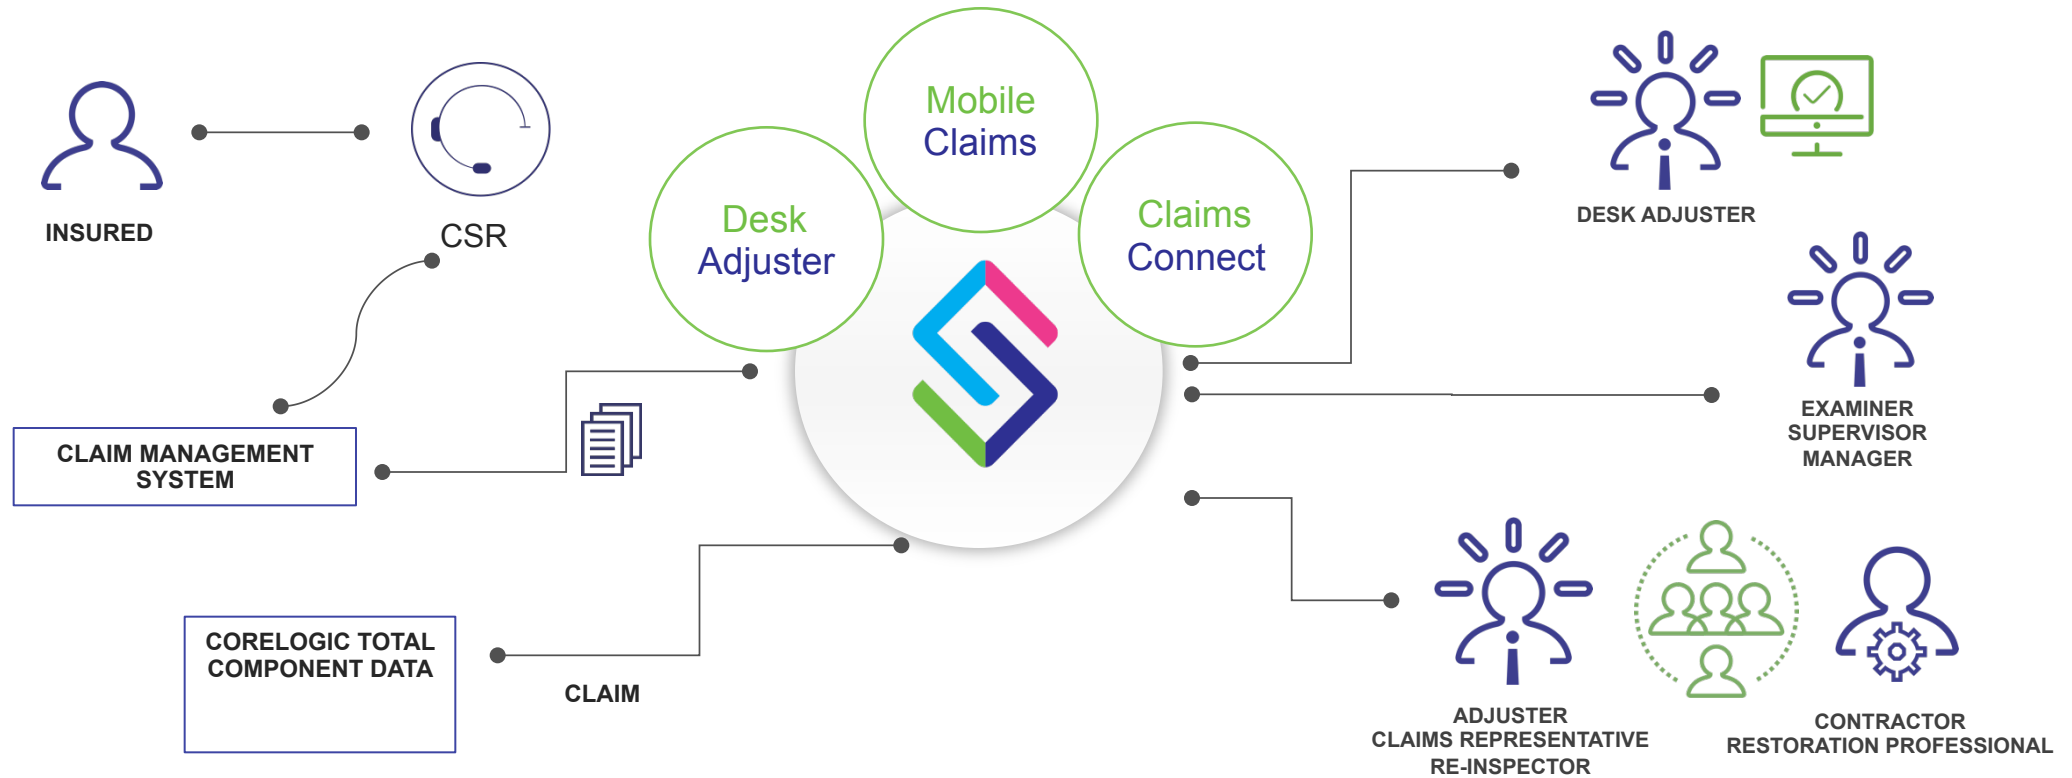 INSURED
CSR
CLAIM MANAGEMENT
SYSTEM
CORELOGIC TOTAL
COMPONENT DATA
CLAIM
Desk
Adjuster
Mobile
Claims
Claims
Connect
DESK ADJUSTER
EXAMINER
SUPERVISOR
MANAGER
ADJUSTER
CLAIMS REPRESENTATIVE
RE-INSPECTOR
CONTRACTOR
RESTORATION PROFESSIONAL